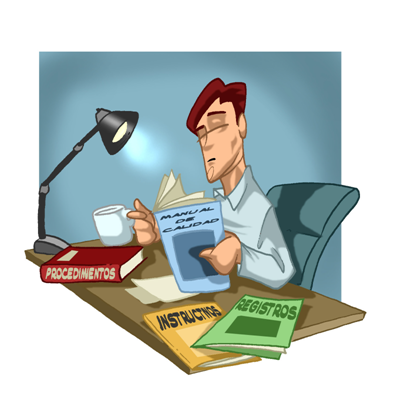 MANUAL
DE
CALIDAD
PROCEDIMIENTOS
INSTRUCTIVOS
REGISTROS